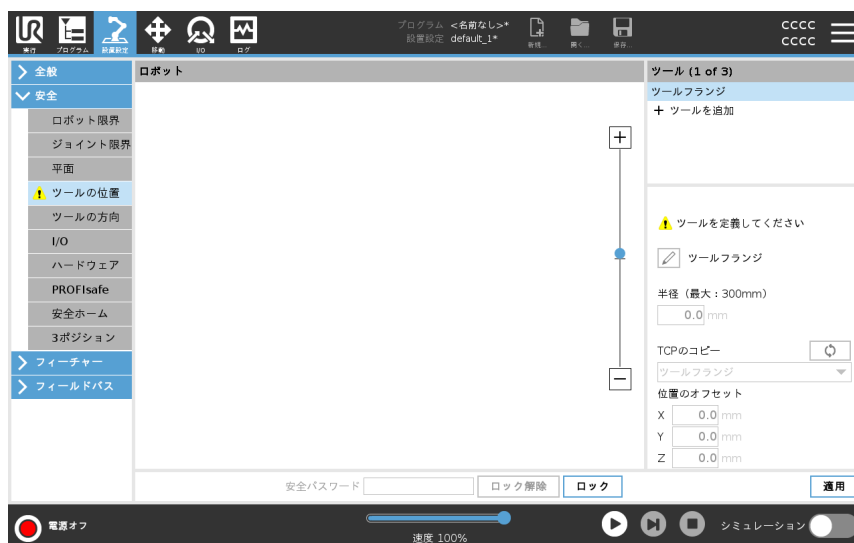 UR
実行
プログラム
設置設定
移動
I/O
ログ
プログラム <名前なし>*
設置設定 default_1*
新規...
開く...
保存...
cccc
cccc
全般
安全
ロボット限界
ジョイント限界
平面
ツールの位置
ツールの方向
I/O
ハードウェア
PROFIsafe
安全ホーム
3ポジション
フィーチャー
フィールドバス
ロボット
ツール (1 of 3)
ツールフランジ
+ ツールを追加
ツールを定義してください
ツールフランジ
半径（最大：300mm）
0.0 mm
TCPのコピー
ツールフランジ
位置のオフセット
X 0.0 mm
Y 0.0 mm
Z 0.0 mm
安全パスワード
ロック解除
ロック
適用
電源オフ
速度 100%
シミュレーション